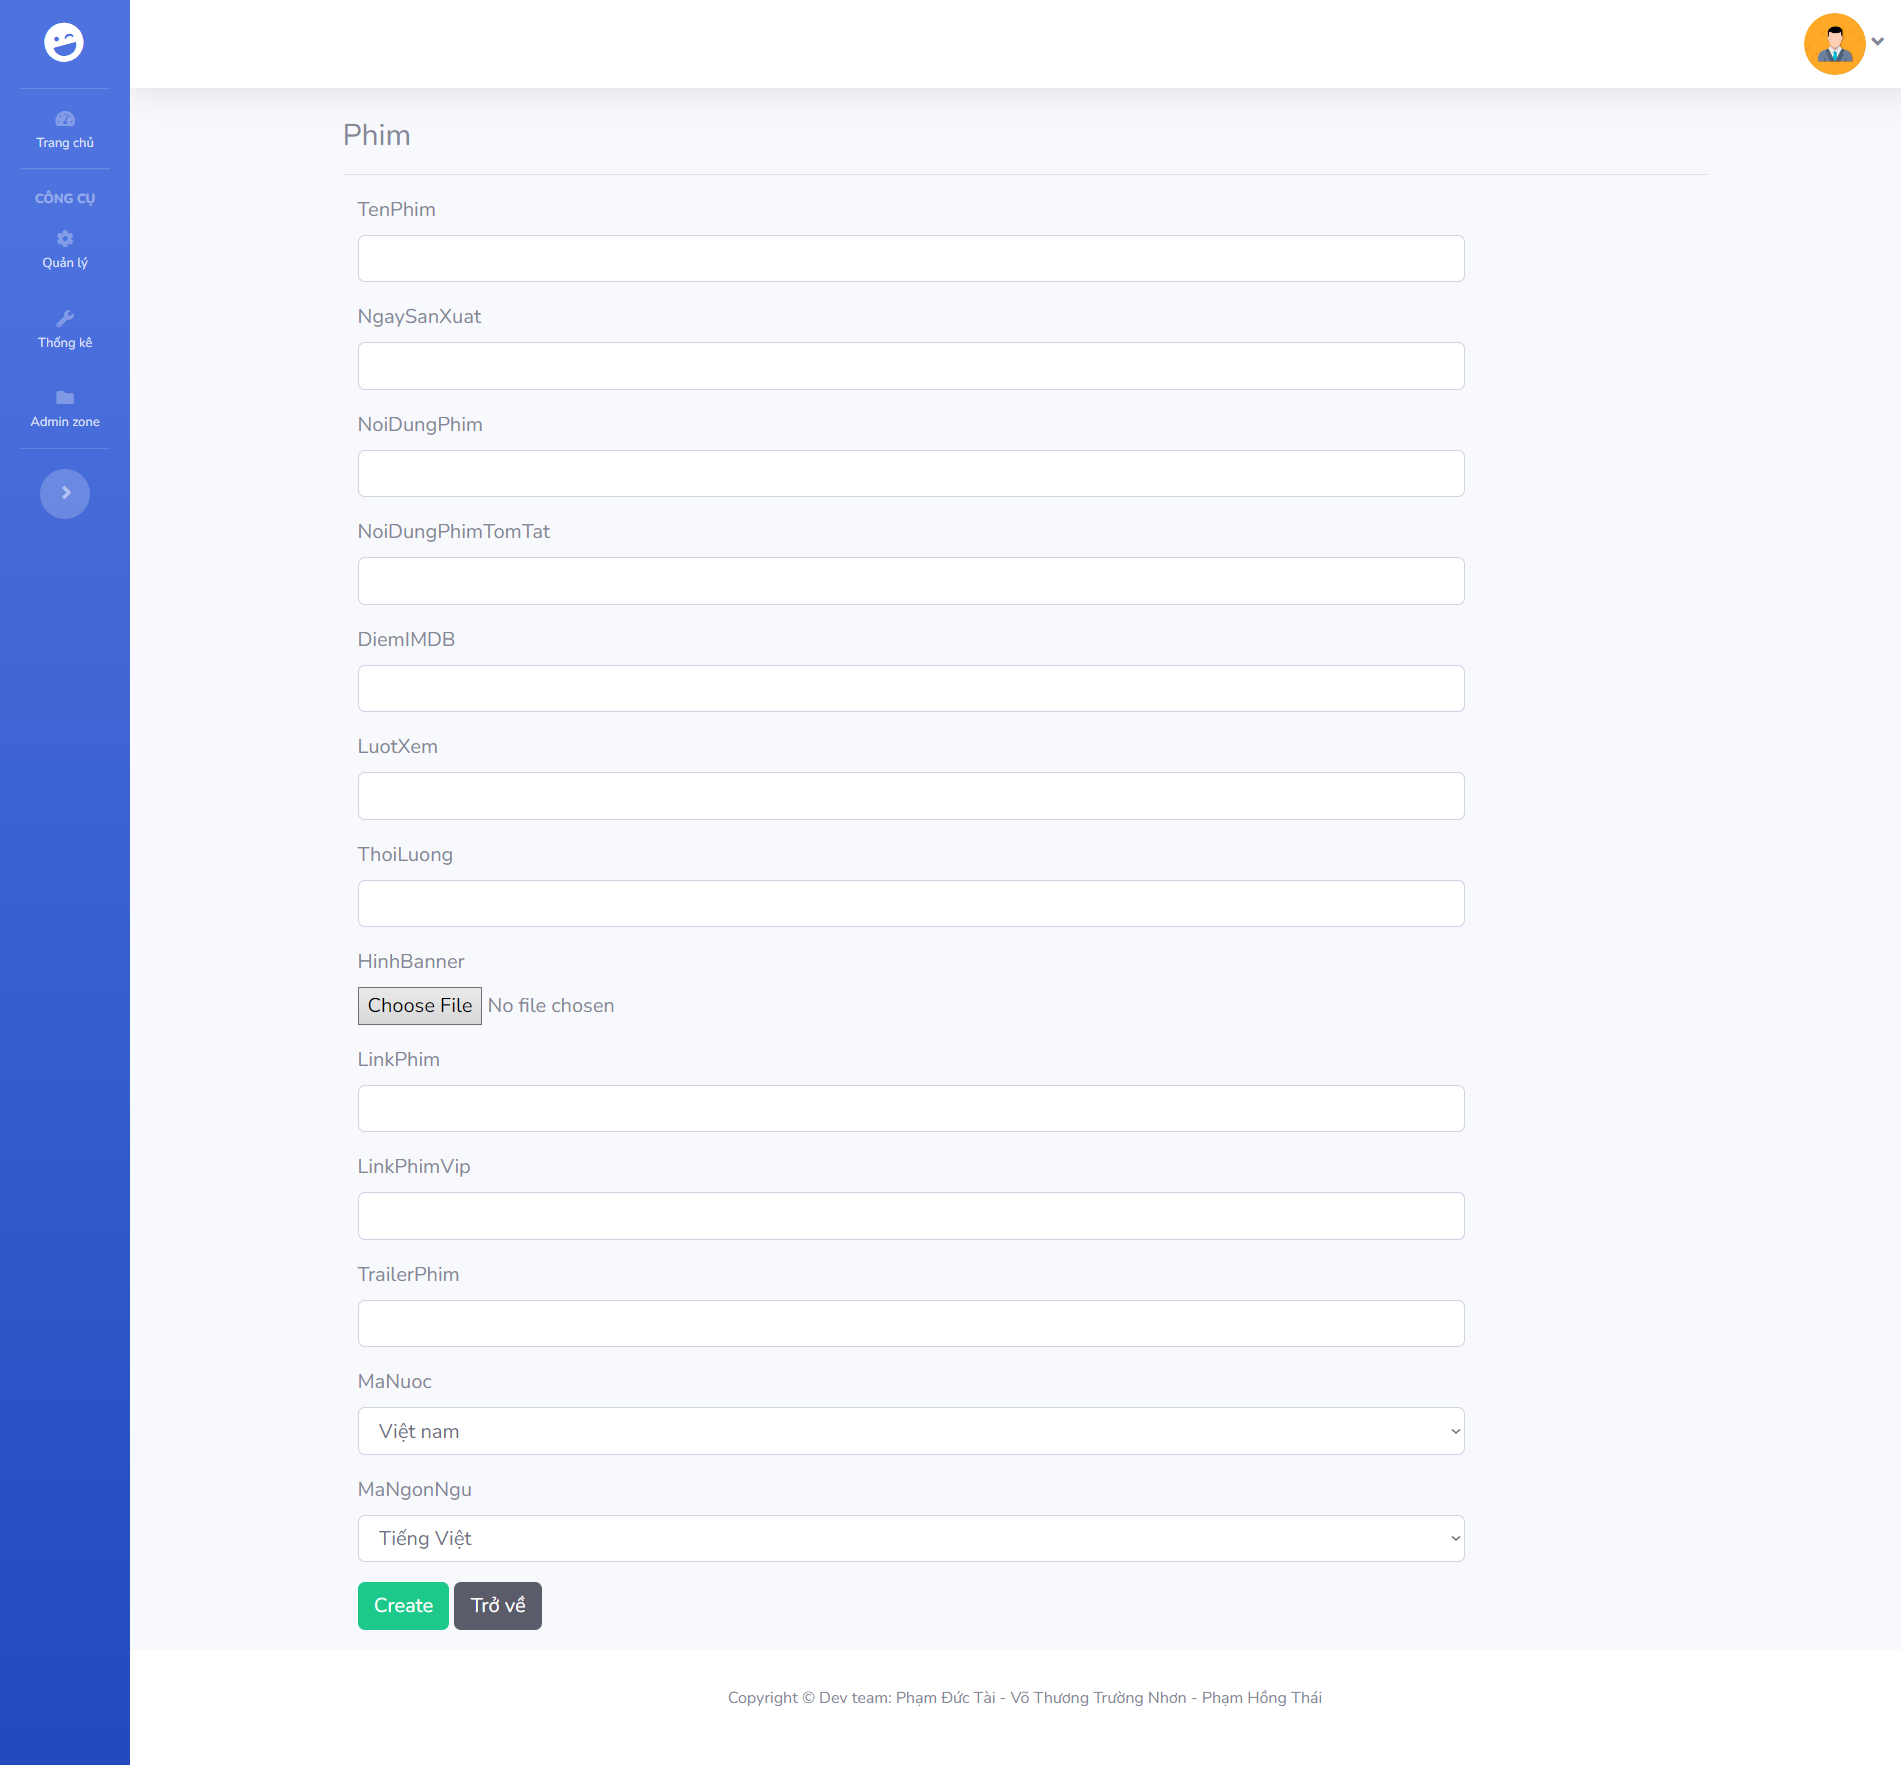 Trang chủ
CÔNG CỤ
Quản lý
Thống kê
Admin zone
Phim
TenPhim
NgaySanXuat
NoiDungPhim
NoiDungPhimTomTat
DiemIMDB
LuotXem
ThoiLuong
HinhBanner
Choose File No file chosen
LinkPhim
LinkPhimVip
TrailerPhim
MaNuoc
Việt nam
MaNgonNgu
Tiếng Việt
Create Trở về
Copyright © Dev team: Phạm Đức Tài - Võ Thương Trường Nhơn - Phạm Hồng Thái